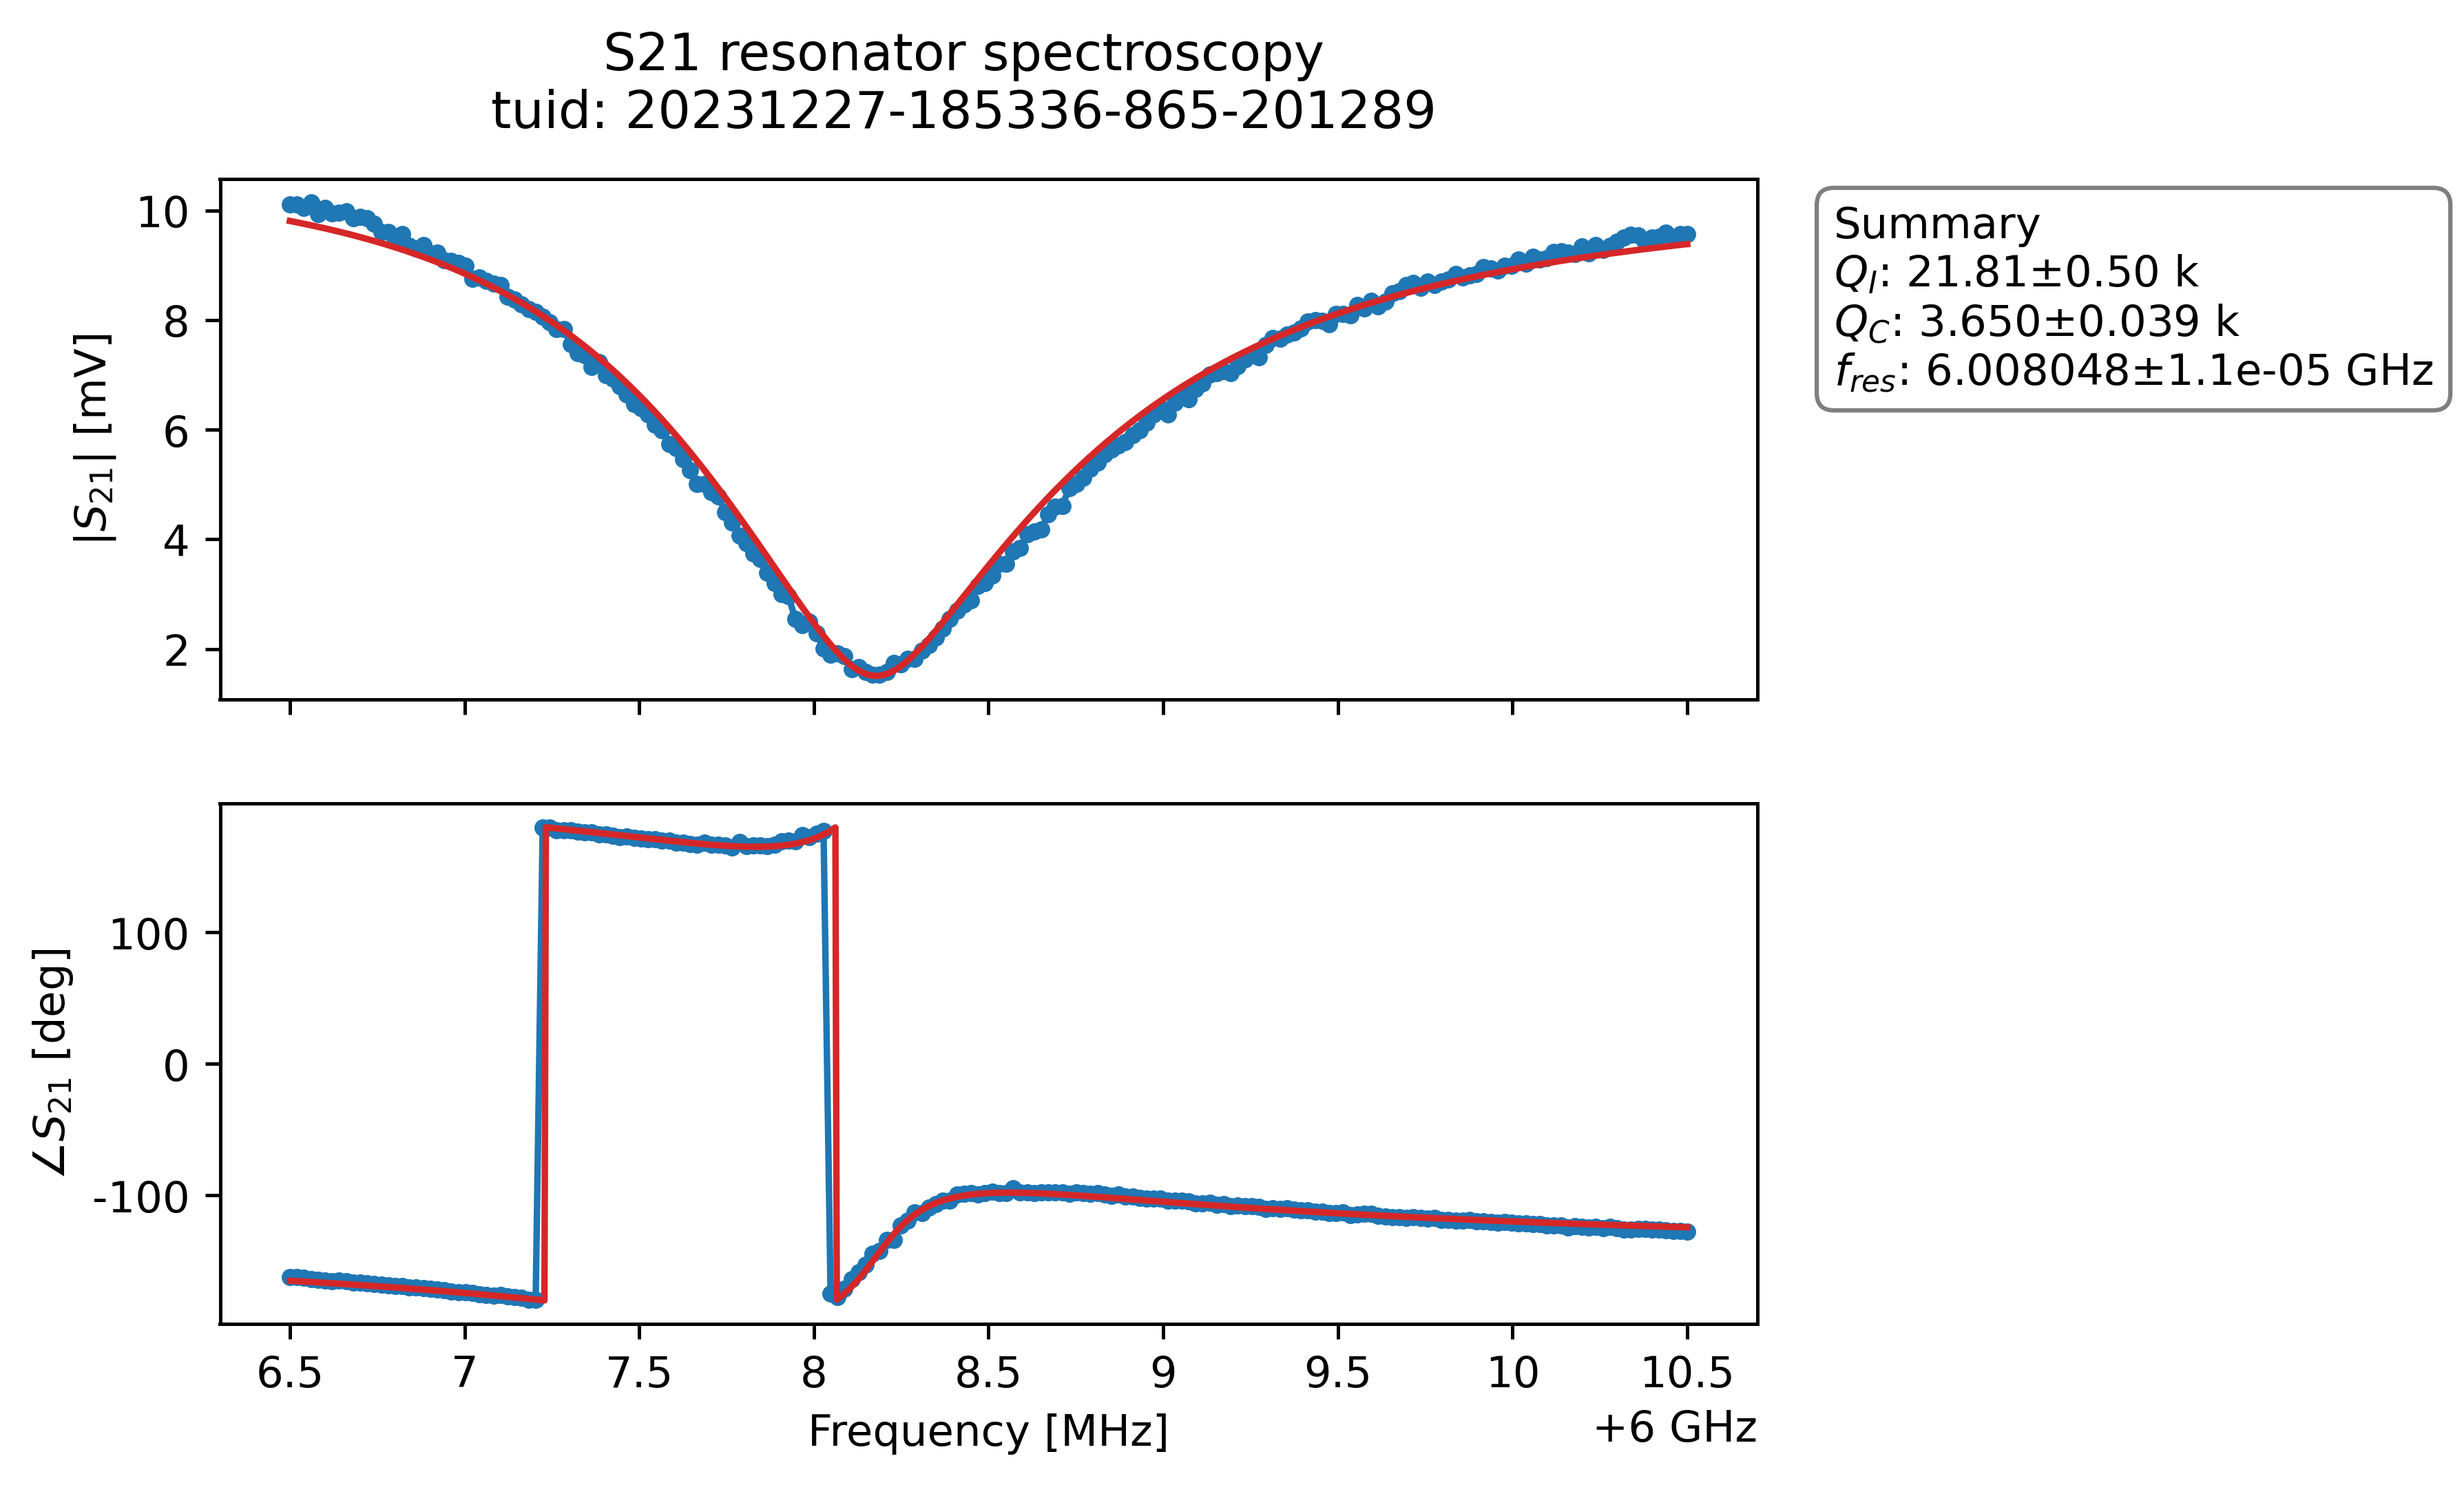 S21 resonator spectroscopy
tuid: 20231227-185336-865-201289
10
8
6
4
2
|S21| [mV]
Summary
QI: 21.81±0.50 k
QC: 3.650±0.039 k
fres: 6.008048±1.1e-05 GHz
100
0
-100
∠S21 [deg]
6.5 7 7.5 8 8.5 9 9.5 10 10.5
Frequency [MHz]
+6 GHz